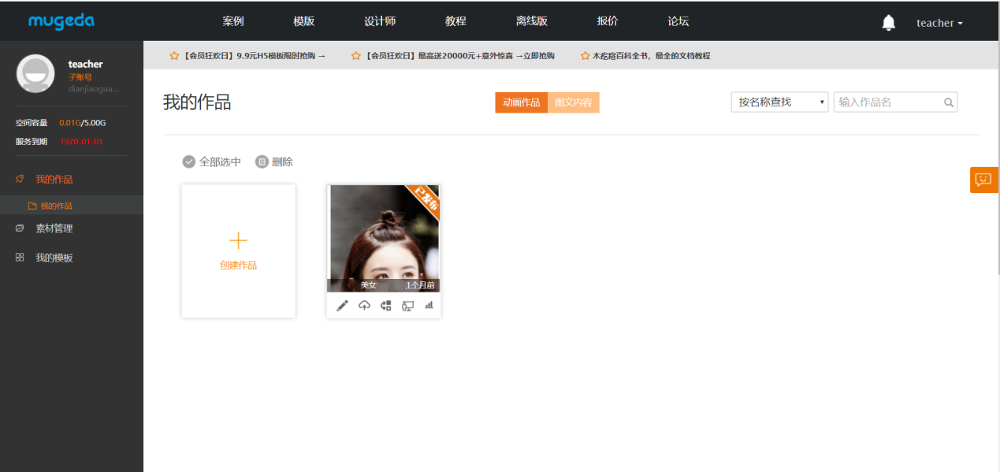 mugeda 案例 模版 设计师 教程 离线版 报价 论坛 teacher
【会员狂欢日】9.9元H5模板限时抢购 → 【会员狂欢日】最高送20000元+意外惊喜 →立即抢购 木疙瘩百科全书，最全的文档教程
teacher
子账号
dianjiaogua...
空间容量 0.01G/5.00G
服务到期 1970-01-01
我的作品
我的作品
素材管理
我的模板
我的作品 动画作品 图文内容 按名称查找 输入作品名
全部选中 删除
创建作品
已发布
美女 1个月前